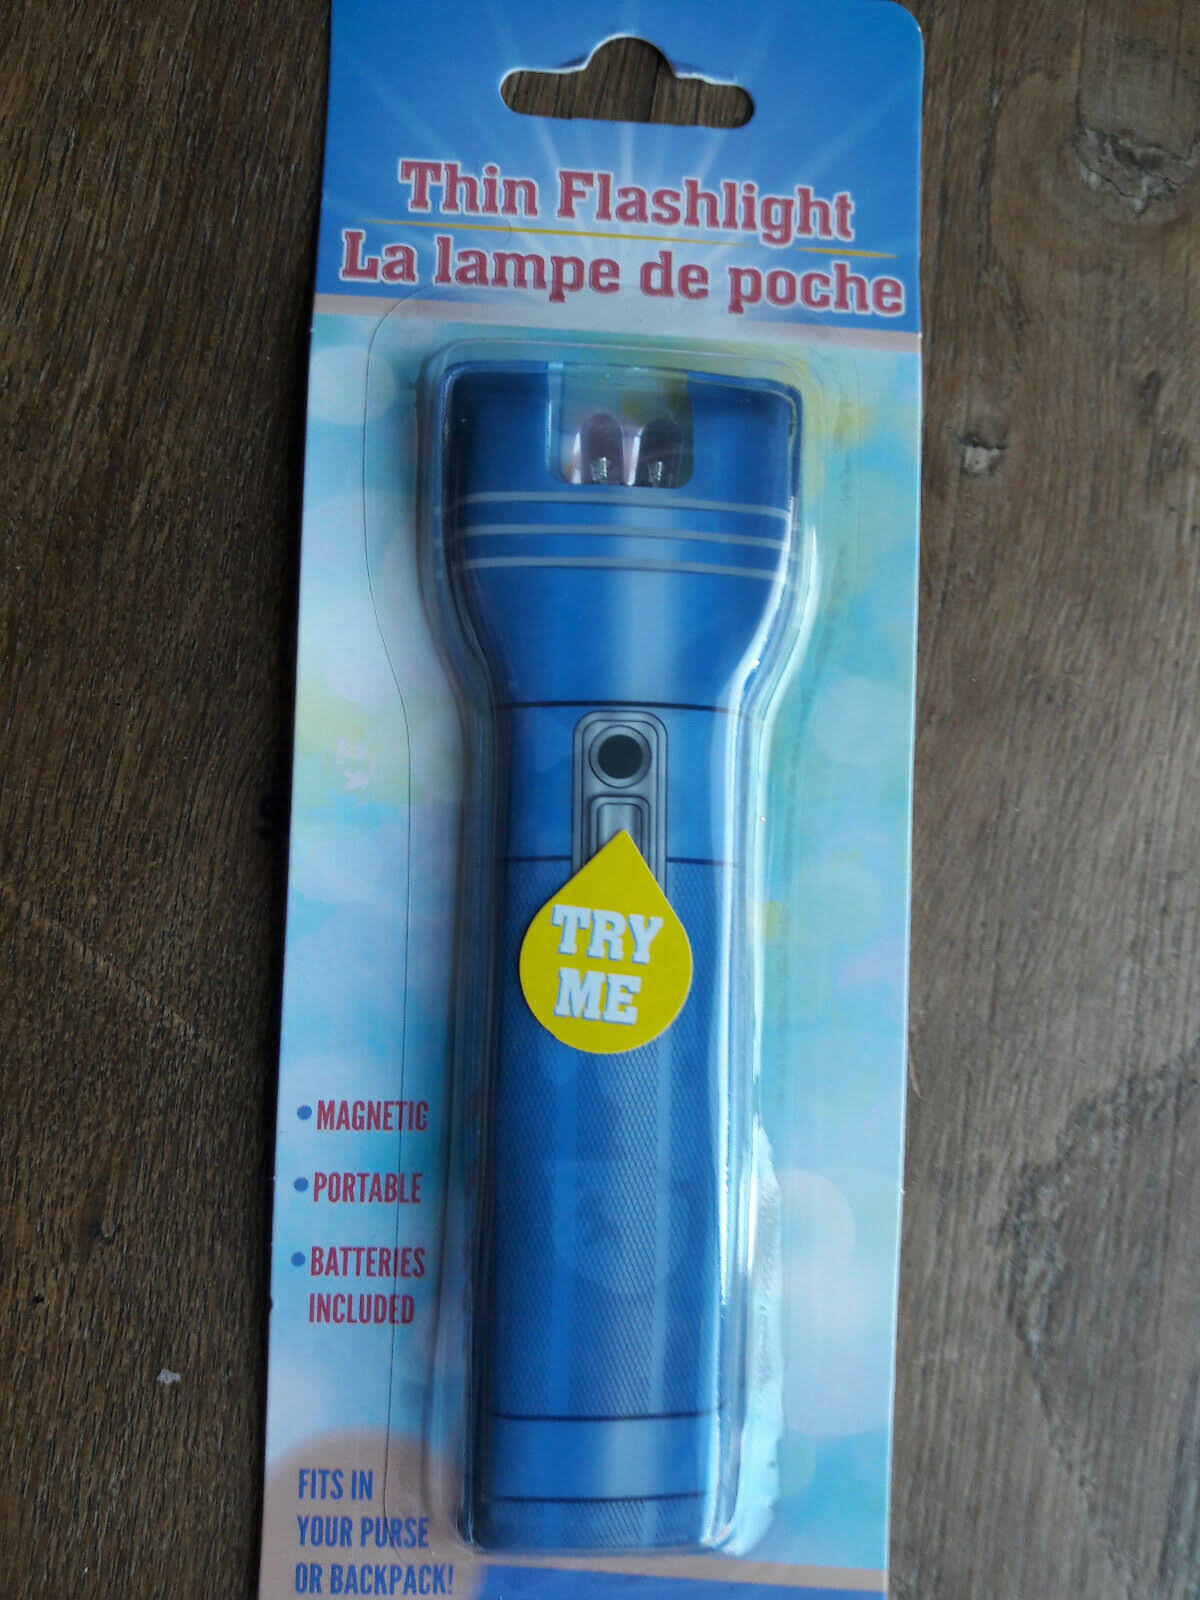 Thin Flashlight
La lampe de poche
TRY
ME
• MAGNETIC
• PORTABLE
• BATTERIES
INCLUDED
FITS IN
YOUR PURSE
OR BACKPACK!